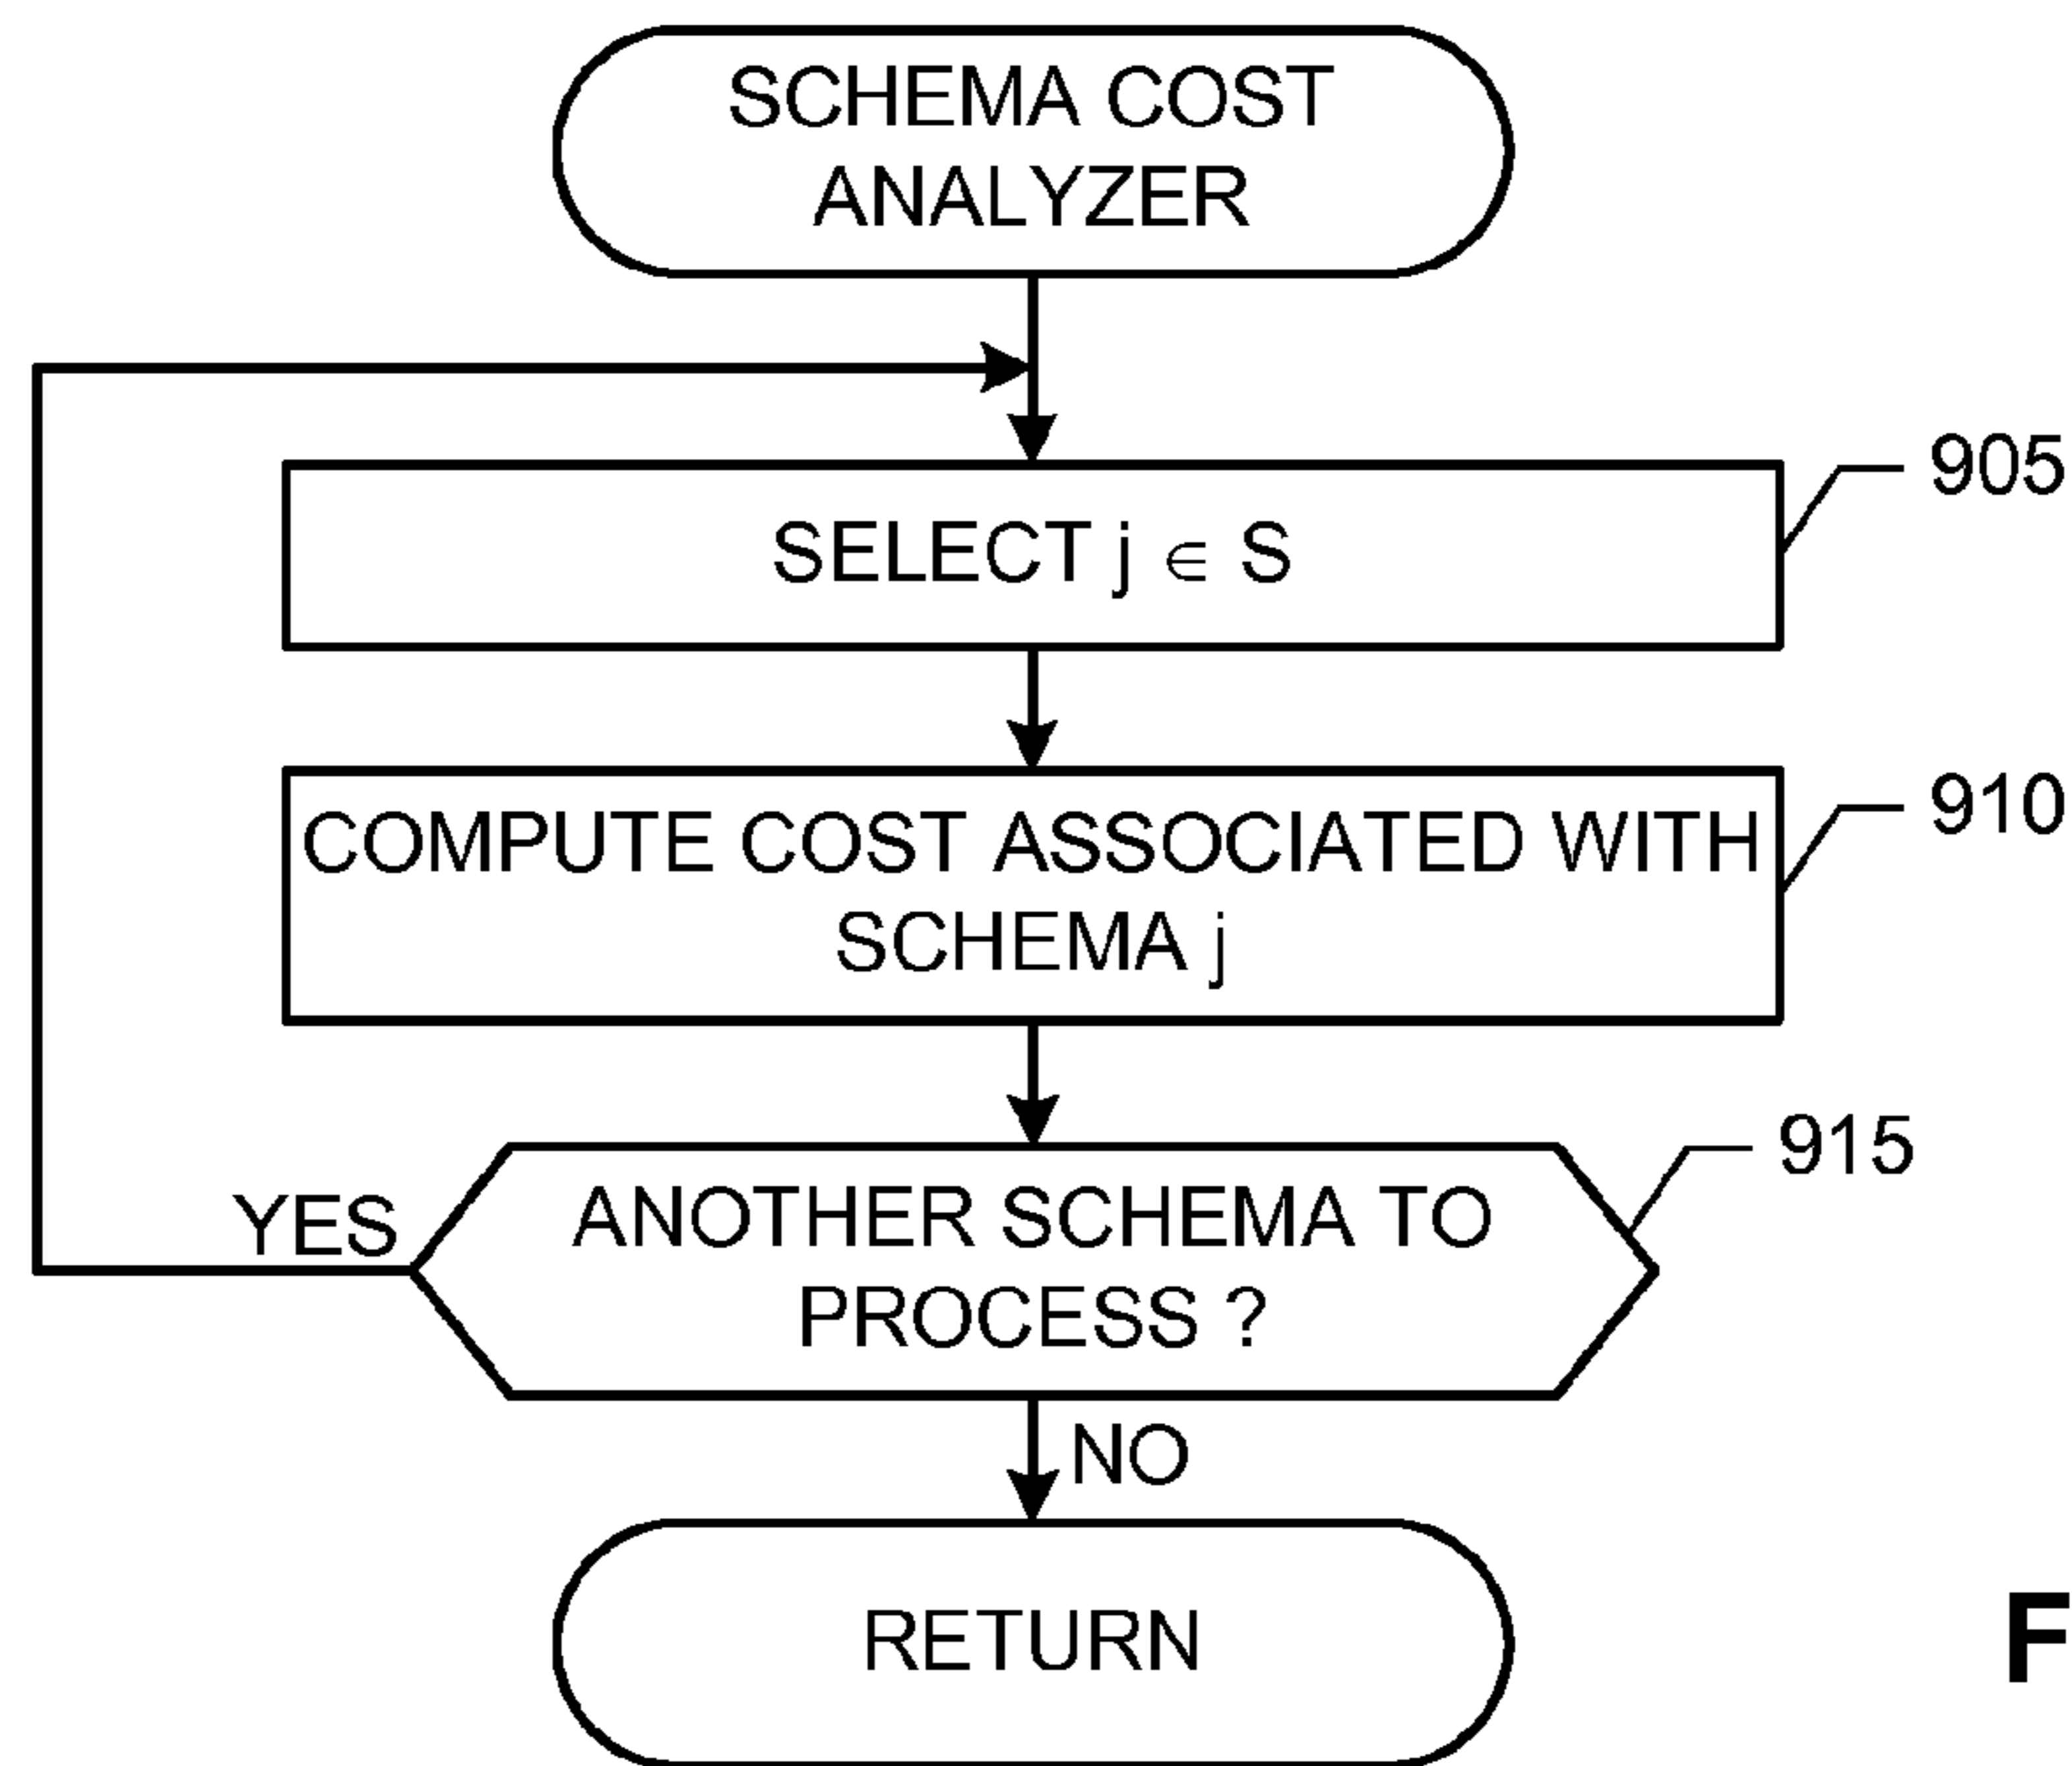 SCHEMA COST
ANALYZER
905
SELECT j ∈ S
910
COMPUTE COST ASSOCIATED WITH
SCHEMA j
915
YES
ANOTHER SCHEMA TO
PROCESS ?
NO
RETURN
F